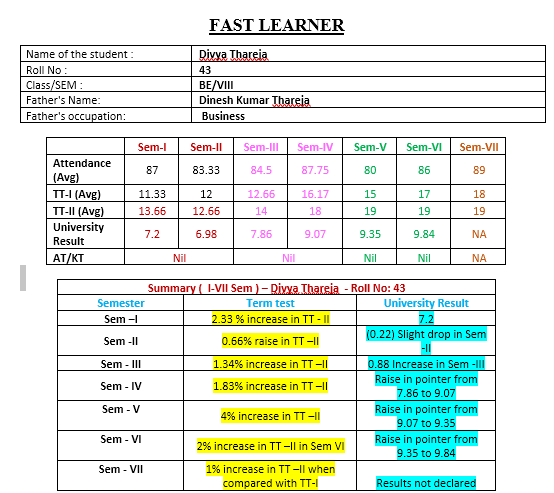 FAST LEARNER
Name of the student : Divya Thareja
Roll No : 43
Class/SEM : BE/VIII
Father's Name: Dinesh Kumar Thareja
Father's occupation: Business
Sem-I Sem-II Sem-III Sem-IV Sem-V Sem-VI Sem-VII
Attendance (Avg) 87 83.33 84.5 87.75 80 86 89
TT-I (Avg) 11.33 12 12.66 16.17 15 17 18
TT-II (Avg) 13.66 12.66 14 18 19 19 19
University Result 7.2 6.98 7.86 9.07 9.35 9.84 NA
AT/KT Nil Nil Nil Nil NA
Summary ( I-VII Sem ) – Divya Thareja - Roll No: 43
Semester Term test University Result
Sem –I 2.33 % increase in TT - II 7.2
Sem -II 0.66% raise in TT –II (0.22) Slight drop in Sem -II
Sem - III 1.34% increase in TT –II 0.88 Increase in Sem -III
Sem - IV 1.83% increase in TT –II Raise in pointer from 7.86 to 9.07
Sem - V 4% increase in TT –II Raise in pointer from 9.07 to 9.35
Sem - VI 2% increase in TT –II in Sem VI Raise in pointer from 9.35 to 9.84
Sem - VII 1% increase in TT –II when compared with TT-I Results not declared